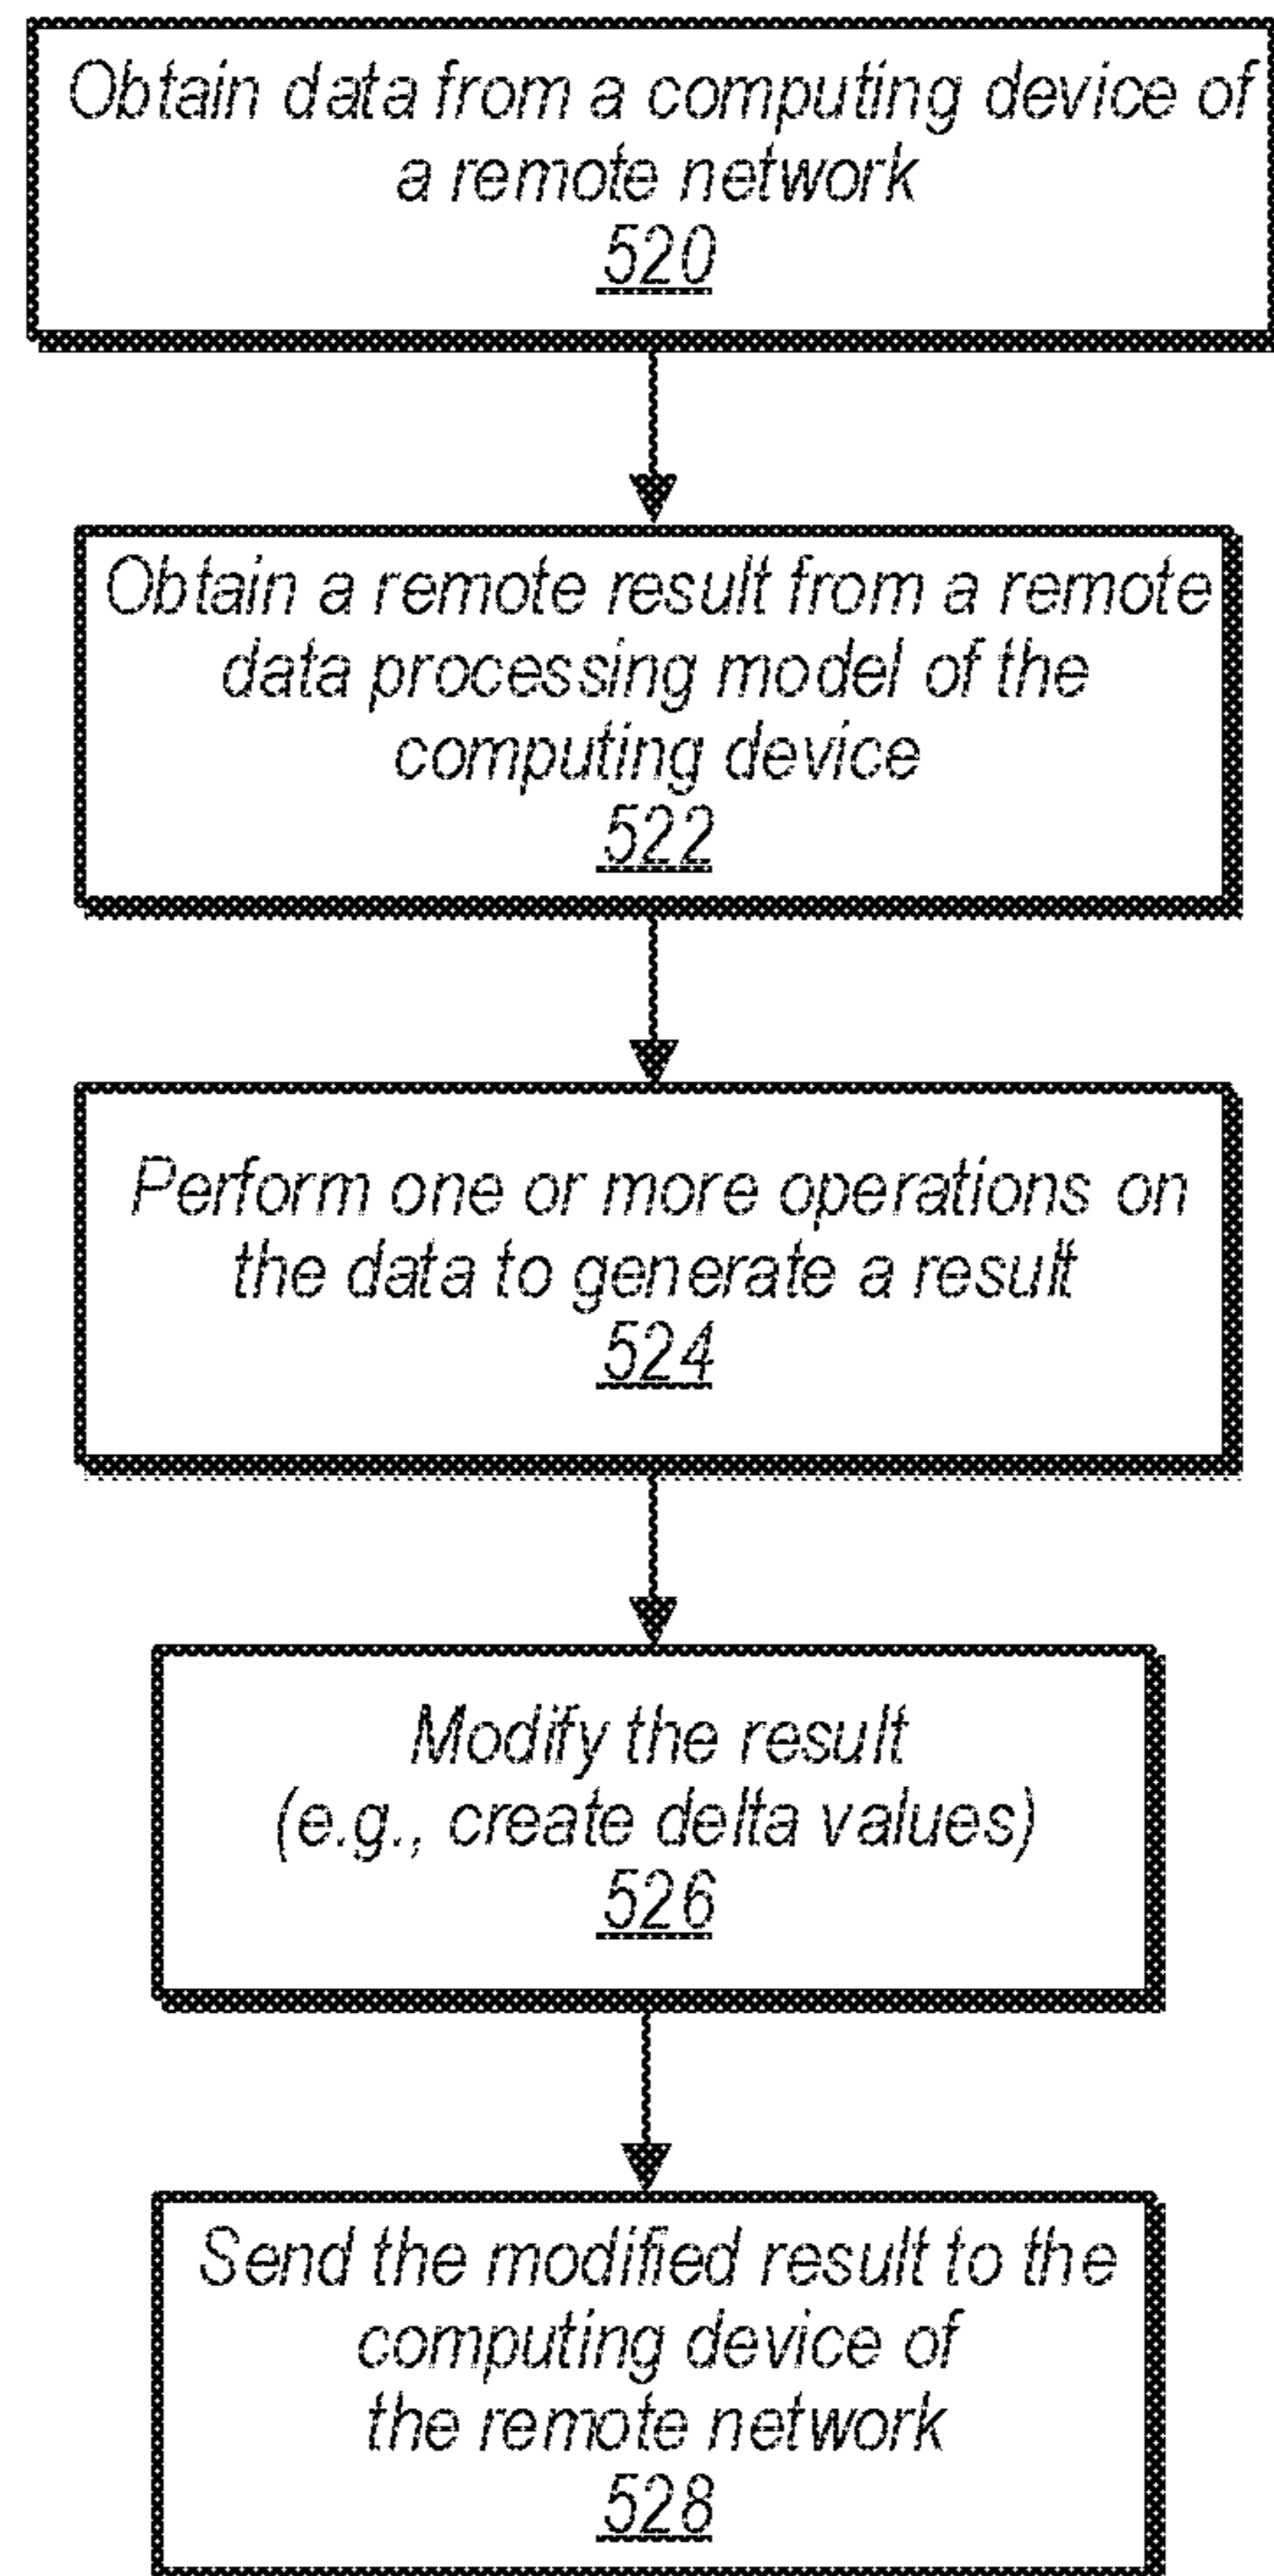 Obtain data from a computing device of
a remote network
520
Obtain a remote result from a remote
data processing model of the
computing device
522
Perform one or more operations on
the data to generate a result
524
Modify the result
(e.g., create delta values)
526
Send the modified result to the
computing device of
the remote network
528